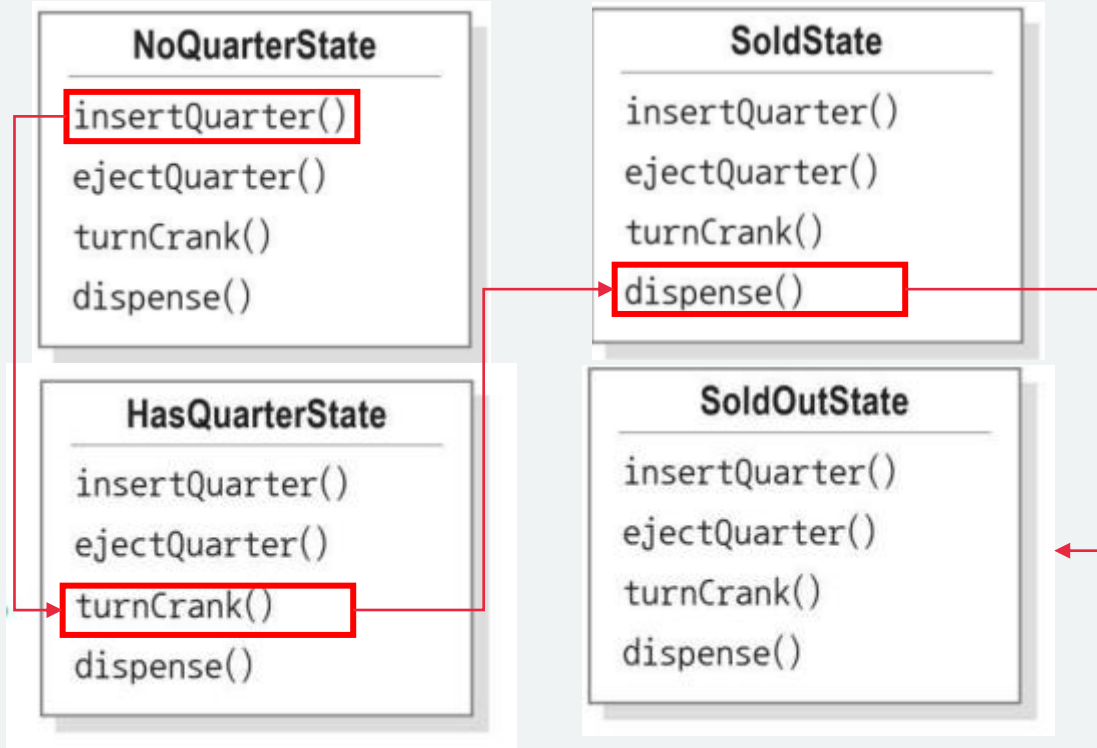 NoQuarterState
insertQuarter()
ejectQuarter()
turnCrank()
dispense()
SoldState
insertQuarter()
ejectQuarter()
turnCrank()
dispense()
HasQuarterState
insertQuarter()
ejectQuarter()
turnCrank()
dispense()
SoldOutState
insertQuarter()
ejectQuarter()
turnCrank()
dispense()